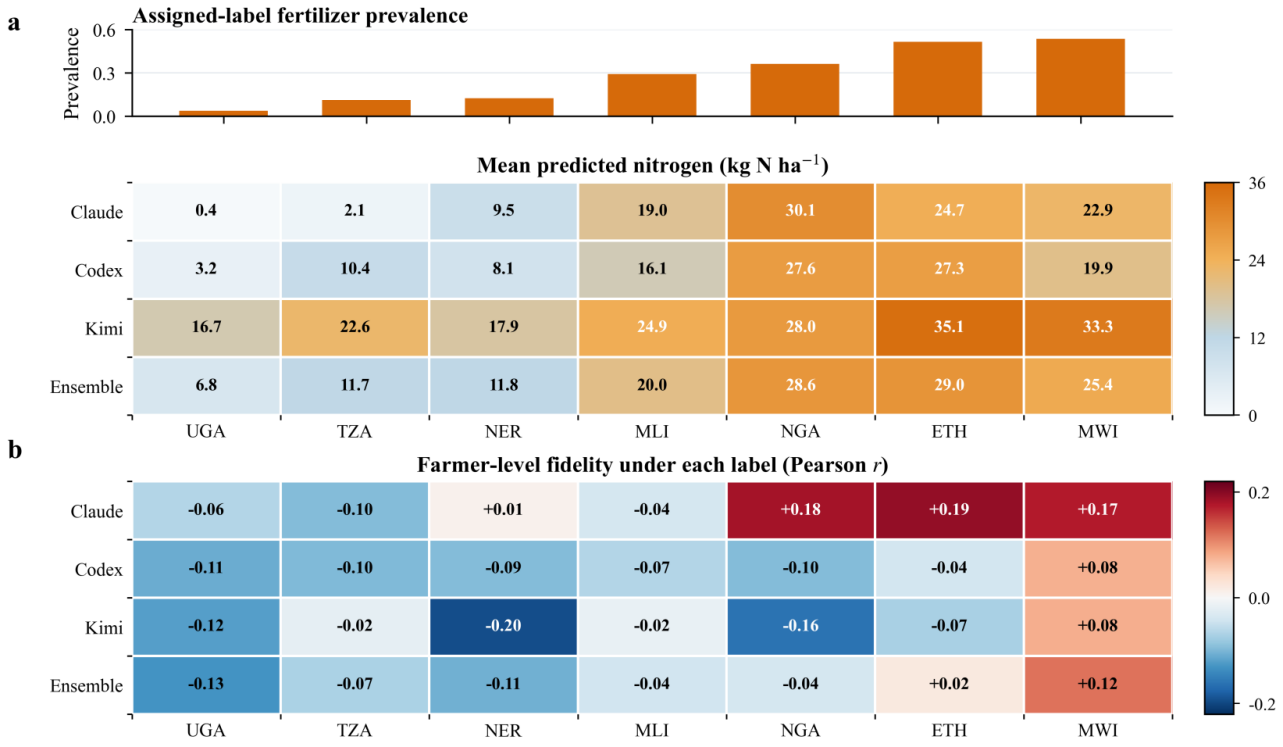 a
Assigned-label fertilizer prevalence
Prevalence
0.6
0.3
0.0
Mean predicted nitrogen (kg N ha⁻¹)
Claude 0.4 2.1 9.5 19.0 30.1 24.7 22.9
Codex 3.2 10.4 8.1 16.1 27.6 27.3 19.9
Kimi 16.7 22.6 17.9 24.9 28.0 35.1 33.3
Ensemble 6.8 11.7 11.8 20.0 28.6 29.0 25.4
UGA TZA NER MLI NGA ETH MWI
36
24
12
0
b
Farmer-level fidelity under each label (Pearson r)
Claude -0.06 -0.10 +0.01 -0.04 +0.18 +0.19 +0.17
Codex -0.11 -0.10 -0.09 -0.07 -0.10 -0.04 +0.08
Kimi -0.12 -0.02 -0.20 -0.02 -0.16 -0.07 +0.08
Ensemble -0.13 -0.07 -0.11 -0.04 -0.04 +0.02 +0.12
UGA TZA NER MLI NGA ETH MWI
0.2
0.0
-0.2